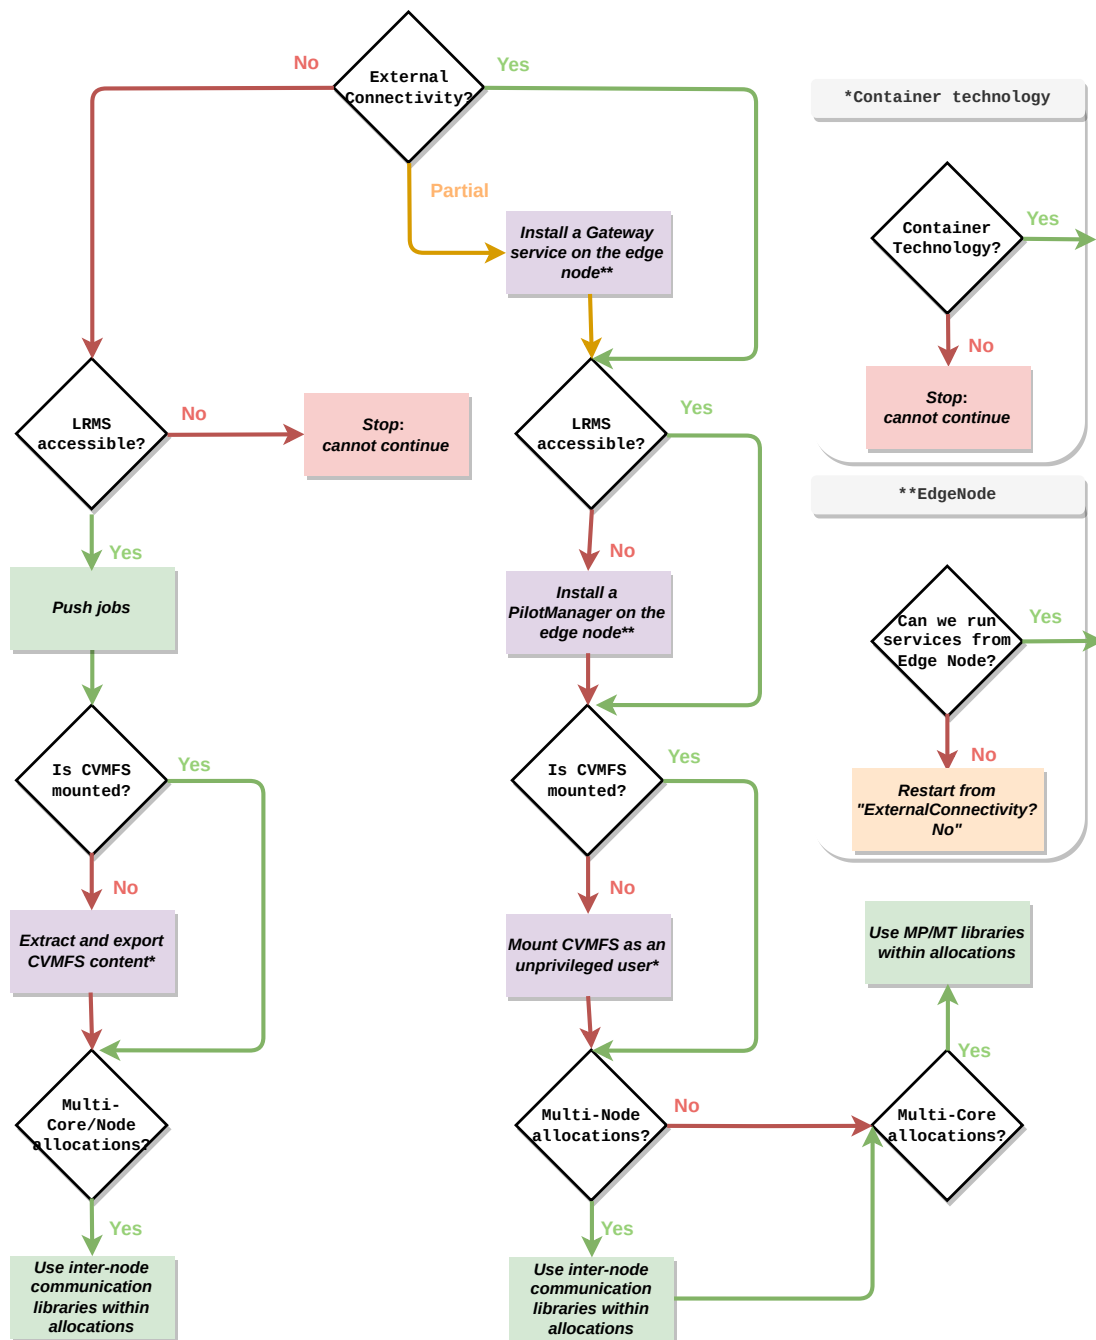 External
Connectivity?
No
Yes
Partial
Install a Gateway
service on the edge
node**
LRMS
accessible?
No
Stop:
cannot continue
Yes
Push jobs
Is CVMFS
mounted?
Yes
No
Extract and export
CVMFS content*
Multi-
Core/Node
allocations?
Yes
Use inter-node
communication
libraries within
allocations
LRMS
accessible?
Yes
No
Install a
PilotManager on the
edge node**
Is CVMFS
mounted?
Yes
No
Mount CVMFS as an
unprivileged user*
Multi-Node
allocations?
No
Yes
Use inter-node
communication
libraries within
allocations
Multi-Core
allocations?
Yes
Use MP/MT libraries
within allocations
*Container technology
Container
Technology?
Yes
No
Stop:
cannot continue
**EdgeNode
Can we run
services from
Edge Node?
Yes
No
Restart from
"ExternalConnectivity?
No"